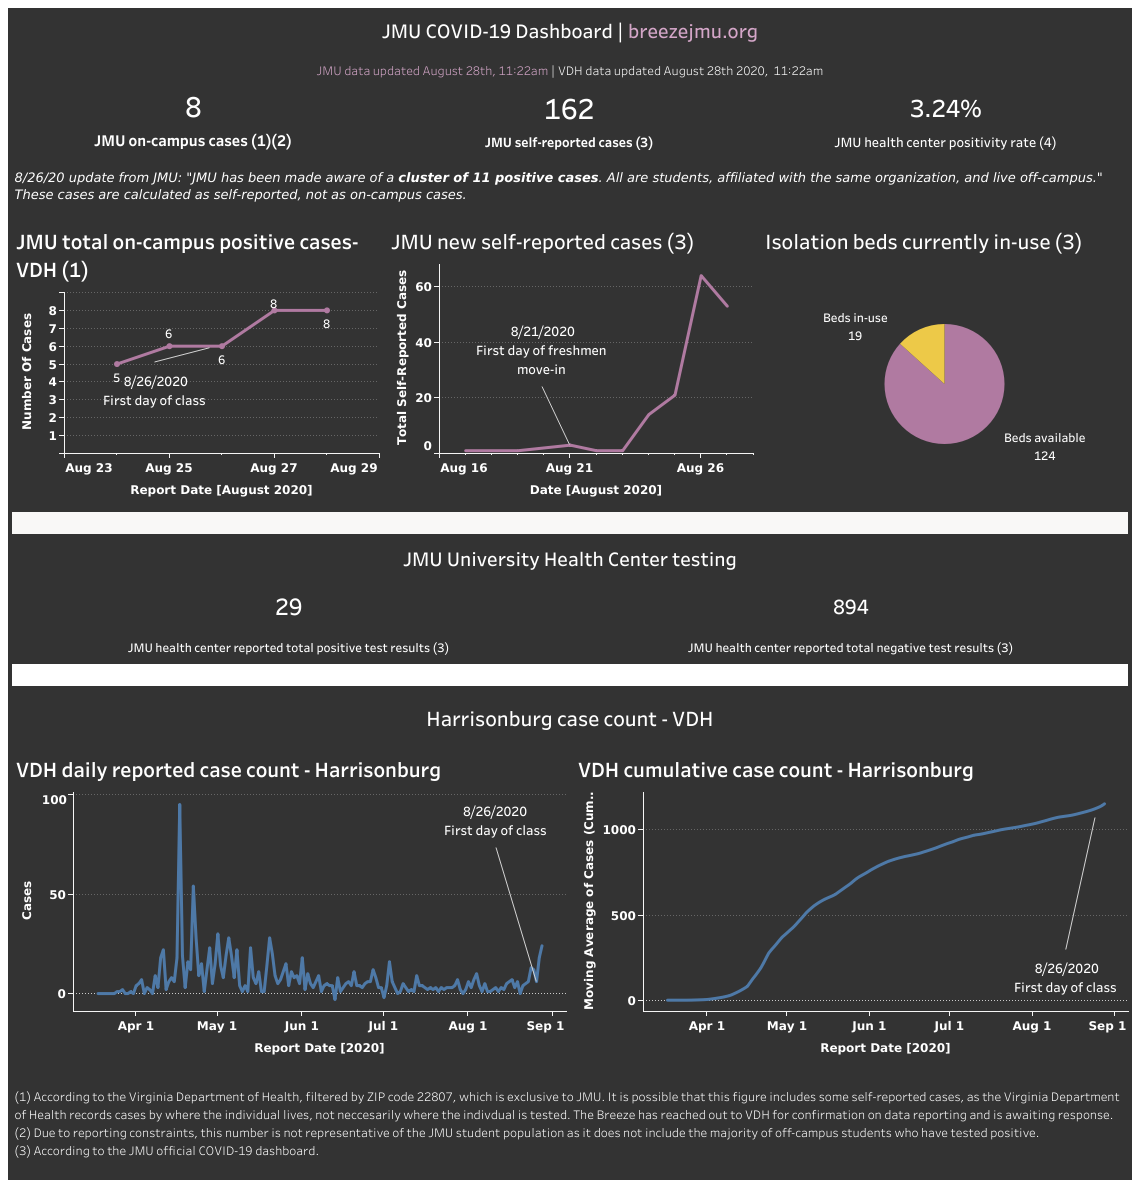 JMU COVID-19 Dashboard | breezejmu.org
JMU data updated August 28th, 11:22am | VDH data updated August 28th 2020, 11:22am
8
JMU on-campus cases (1)(2)
162
JMU self-reported cases (3)
3.24%
JMU health center positivity rate (4)
8/26/20 update from JMU: "JMU has been made aware of a cluster of 11 positive cases. All are students, affiliated with the same organization, and live off-campus."
These cases are calculated as self-reported, not as on-campus cases.
JMU total on-campus positive cases-
VDH (1)
Number Of Cases
8
7
6
5
4
3
2
1
5
6
6
8
8
8/26/2020
First day of class
Aug 23
Aug 25
Aug 27
Aug 29
Report Date [August 2020]
JMU new self-reported cases (3)
Total Self-Reported Cases
60
40
20
0
8/21/2020
First day of freshmen
move-in
Aug 16
Aug 21
Aug 26
Date [August 2020]
Isolation beds currently in-use (3)
Beds in-use
19
Beds available
124
JMU University Health Center testing
29
JMU health center reported total positive test results (3)
894
JMU health center reported total negative test results (3)
Harrisonburg case count - VDH
VDH daily reported case count - Harrisonburg
Cases
100
50
0
8/26/2020
First day of class
Apr 1
May 1
Jun 1
Jul 1
Aug 1
Sep 1
Report Date [2020]
VDH cumulative case count - Harrisonburg
Moving Average of Cases (Cum..
1000
500
0
8/26/2020
First day of class
Apr 1
May 1
Jun 1
Jul 1
Aug 1
Sep 1
Report Date [2020]
(1) According to the Virginia Department of Health, filtered by ZIP code 22807, which is exclusive to JMU. It is possible that this figure includes some self-reported cases, as the Virginia Department
of Health records cases by where the individual lives, not neccesarily where the indivdual is tested. The Breeze has reached out to VDH for confirmation on data reporting and is awaiting response.
(2) Due to reporting constraints, this number is not representative of the JMU student population as it does not include the majority of off-campus students who have tested positive.
(3) According to the JMU official COVID-19 dashboard.